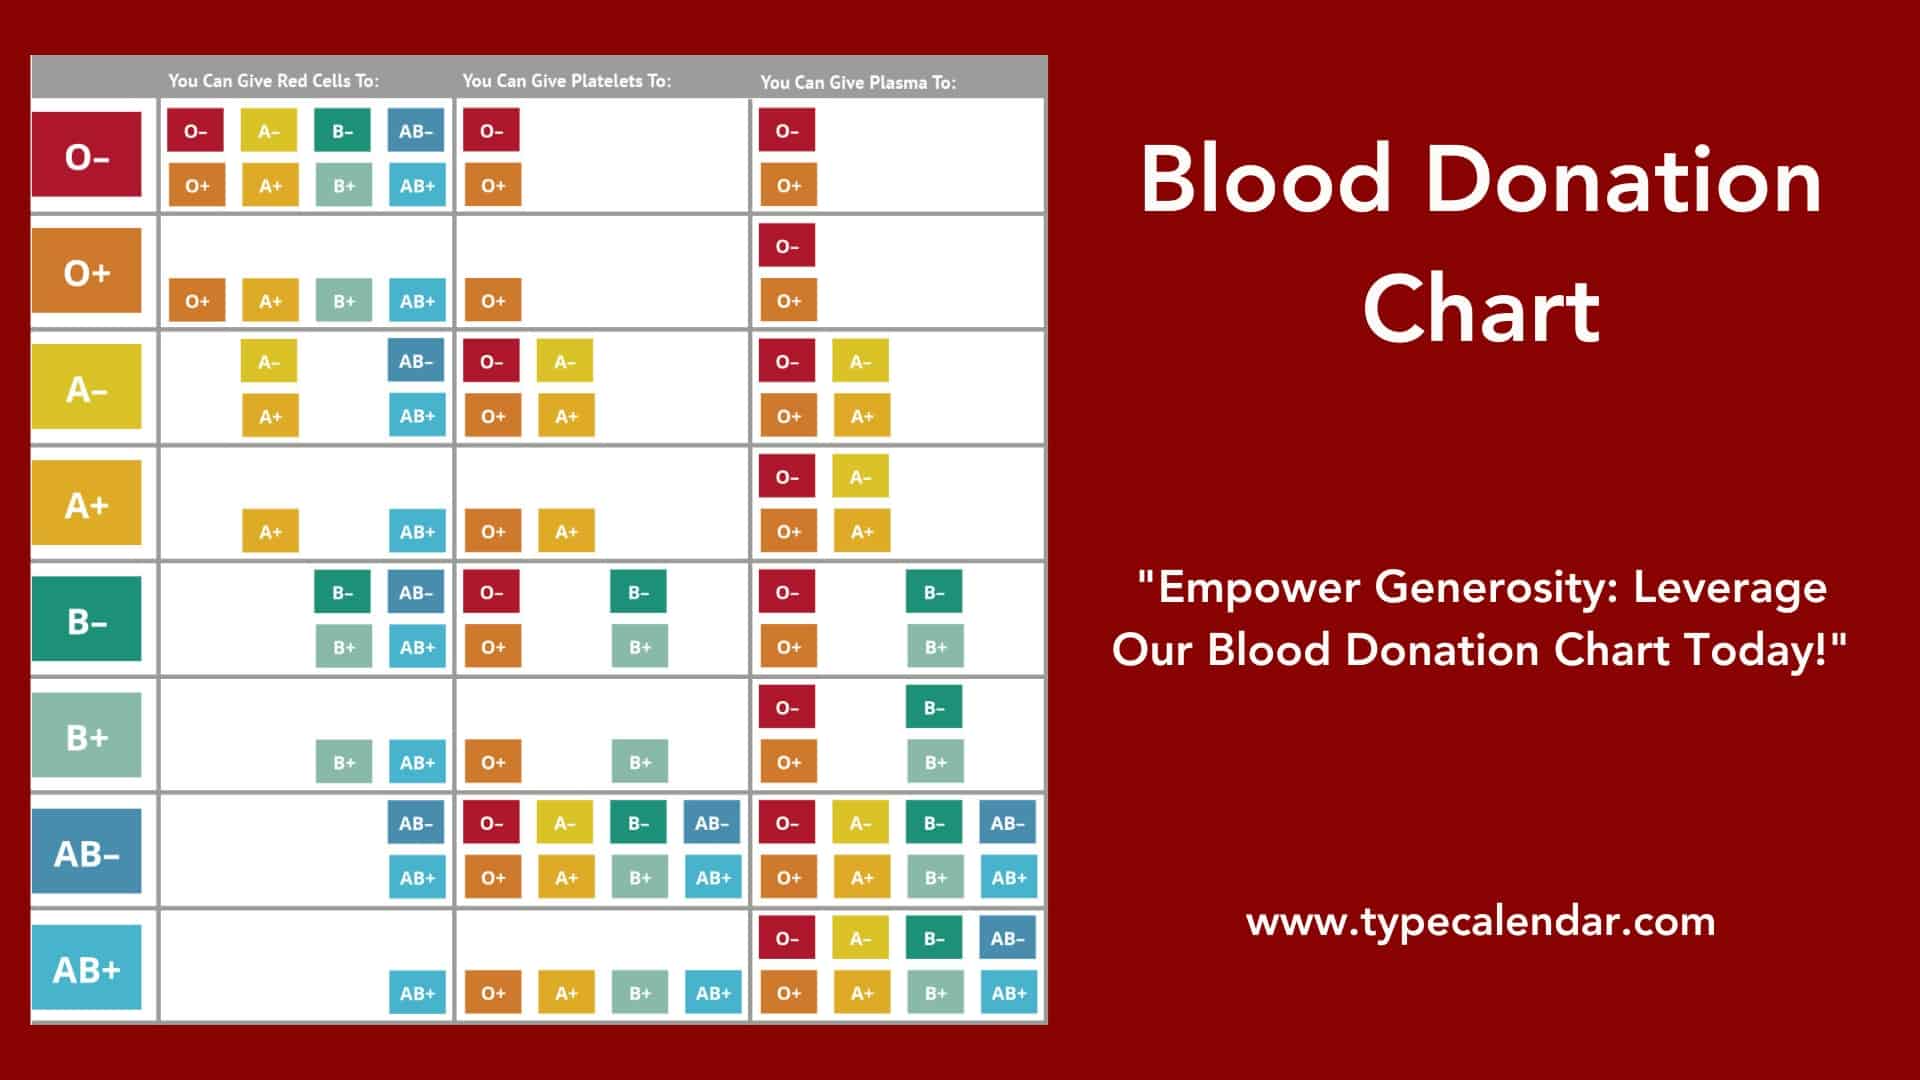 You Can Give Red Cells To: You Can Give Platelets To: You Can Give Plasma To:
O– O– A– B– AB– O– O–
O+ A+ B+ AB+ O+ O+
O+ O–
O+ A+ B+ AB+ O+ O+
A– A– AB– O– A– O– A–
A+ AB+ O+ A+ O+ A+
A+ O– A–
A+ AB+ O+ A+ O+ A+
B– B– AB– O– B– O– B–
B+ AB+ O+ B+ O+ B+
B+ O– B–
B+ AB+ O+ B+ O+ B+
AB– AB– O– A– B– AB– O– A– B– AB–
AB+ O+ A+ B+ AB+ O+ A+ B+ AB+
AB+ O– A– B– AB–
AB+ O+ A+ B+ AB+ O+ A+ B+ AB+
Blood Donation
Chart
"Empower Generosity: Leverage
Our Blood Donation Chart Today!"
www.typecalendar.com